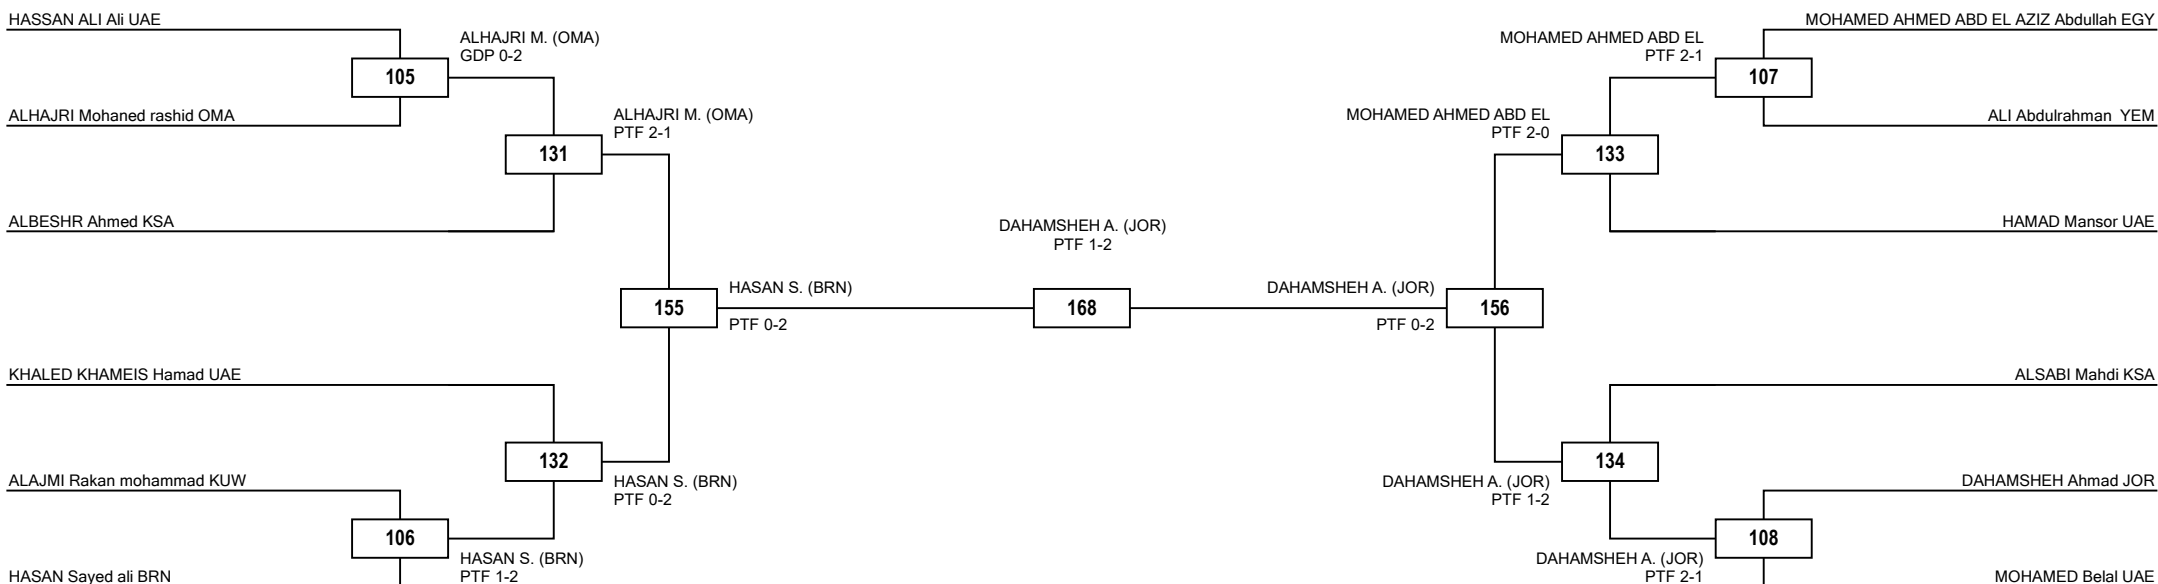 HASSAN ALI Ali UAE
ALHAJRI M. (OMA)
GDP 0-2
105
ALHAJRI Mohaned rashid OMA
ALHAJRI M. (OMA)
PTF 2-1
131
ALBESHR Ahmed KSA
HASAN S. (BRN)
155
PTF 0-2
KHALED KHAMEIS Hamad UAE
132
ALAJMI Rakan mohammad KUW
HASAN S. (BRN)
PTF 0-2
106
HASAN S. (BRN)
PTF 1-2
HASAN Sayed ali BRN
DAHAMSHEH A. (JOR)
PTF 1-2
168
MOHAMED AHMED ABD EL AZIZ Abdullah EGY
MOHAMED AHMED ABD EL
PTF 2-1
107
MOHAMED AHMED ABD EL
PTF 2-0
ALI Abdulrahman  YEM
133
HAMAD Mansor UAE
DAHAMSHEH A. (JOR)
156
PTF 0-2
ALSABI Mahdi KSA
134
DAHAMSHEH A. (JOR)
PTF 1-2
DAHAMSHEH Ahmad JOR
108
DAHAMSHEH A. (JOR)
PTF 2-1
MOHAMED Belal UAE